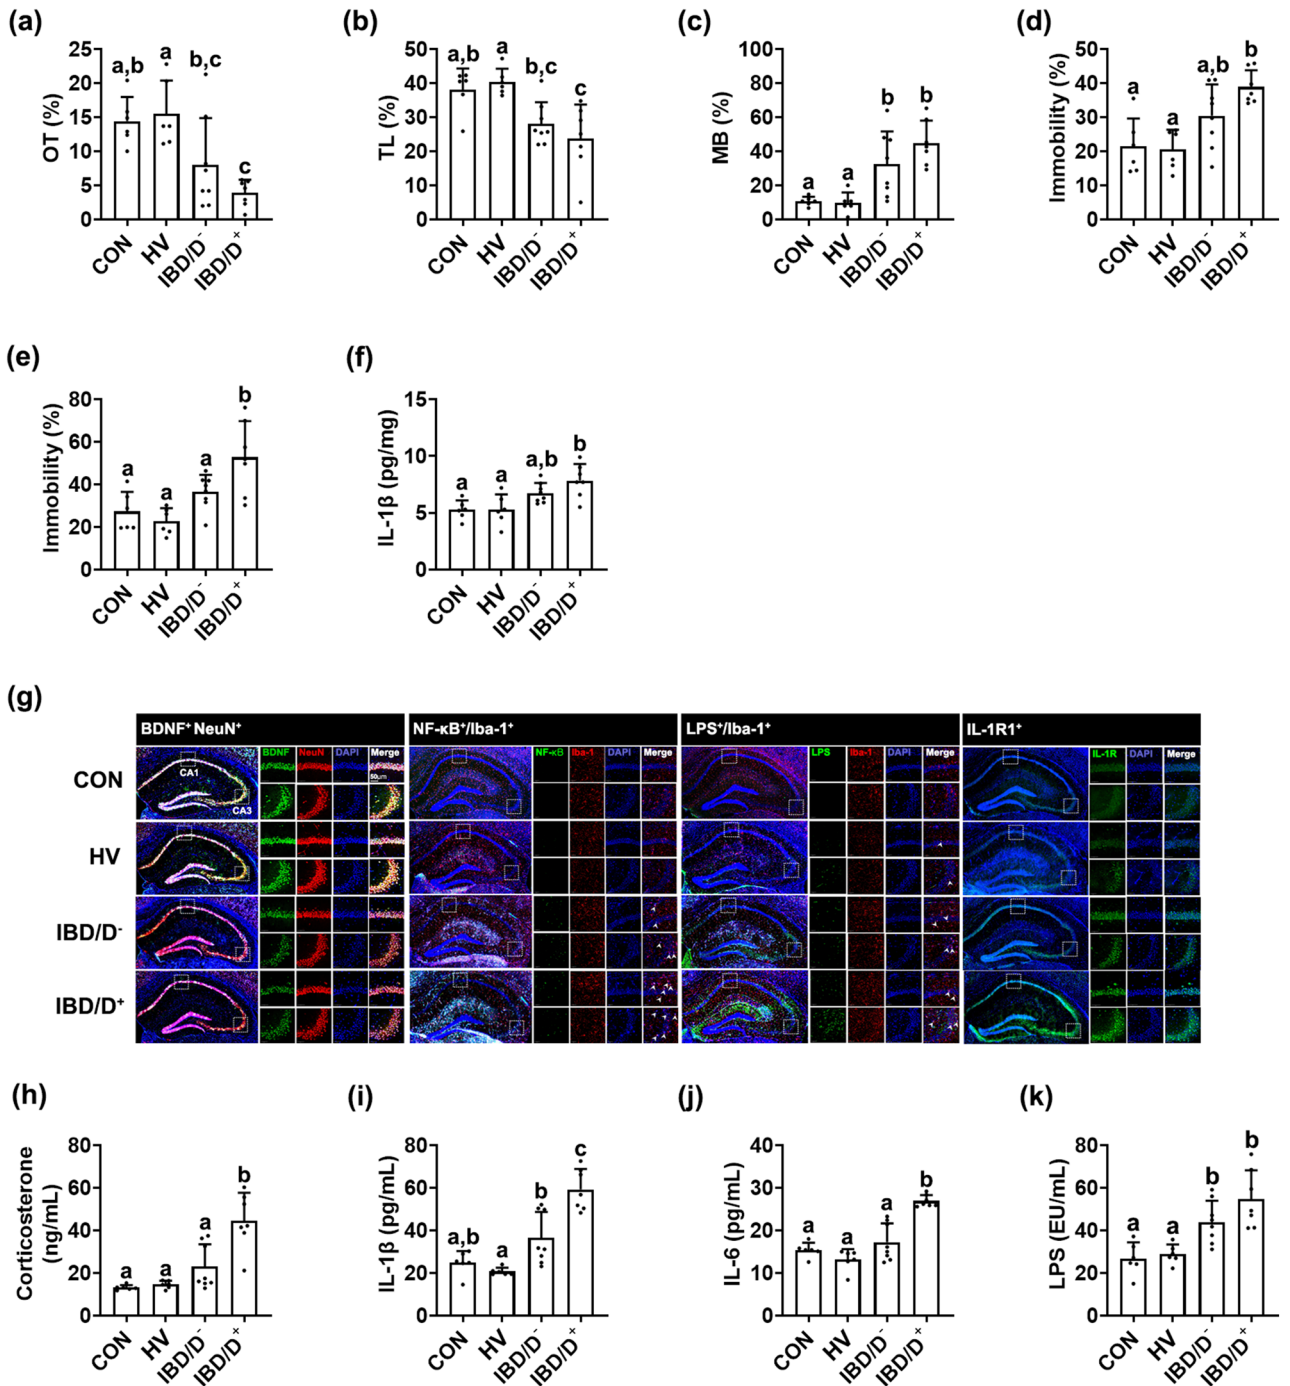 (a)
OT (%)
25
20
15
10
5
0
a,b
a
b,c
c
CON
HV
IBD/D-
IBD/D+
(b)
TL (%)
50
40
30
20
10
0
a,b
a
b,c
c
CON
HV
IBD/D-
IBD/D+
(c)
MB (%)
100
80
60
40
20
0
a
a
b
b
CON
HV
IBD/D-
IBD/D+
(d)
Immobility (%)
50
40
30
20
10
0
a
a
a,b
b
CON
HV
IBD/D-
IBD/D+
(e)
Immobility (%)
80
60
40
20
0
a
a
a
b
CON
HV
IBD/D-
IBD/D+
(f)
IL-1β (pg/mg)
15
10
5
0
a
a
a,b
b
CON
HV
IBD/D-
IBD/D+
(g)
BDNF+ NeuN+
NF-κB+/Iba-1+
LPS+/Iba-1+
IL-1R1+
BDNF NeuN DAPI Merge
NF-κB Iba-1 DAPI Merge
LPS Iba-1 DAPI Merge
IL-1R DAPI Merge
CA1
50um
CA3
CON
HV
IBD/D-
IBD/D+
(h)
Corticosterone
(ng/mL)
80
60
40
20
0
a
a
a
b
CON
HV
IBD/D-
IBD/D+
(i)
IL-1β (pg/mL)
80
60
40
20
0
a,b
a
b
c
CON
HV
IBD/D-
IBD/D+
(j)
IL-6 (pg/mL)
40
30
20
10
0
a
a
a
b
CON
HV
IBD/D-
IBD/D+
(k)
LPS (EU/mL)
80
60
40
20
0
a
a
b
b
CON
HV
IBD/D-
IBD/D+